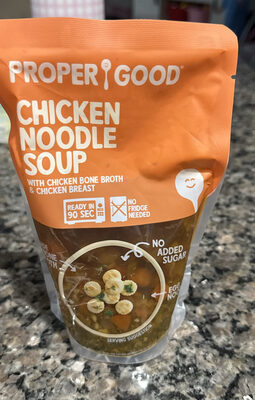 PROPER GOOD
CHICKEN
NOODLE
SOUP
WITH CHICKEN BONE BROTH
& CHICKEN BREAST
READY IN
90 SEC
NO
FRIDGE
NEEDED
NO
ADDED
SUGAR
SERVING SUGGESTION